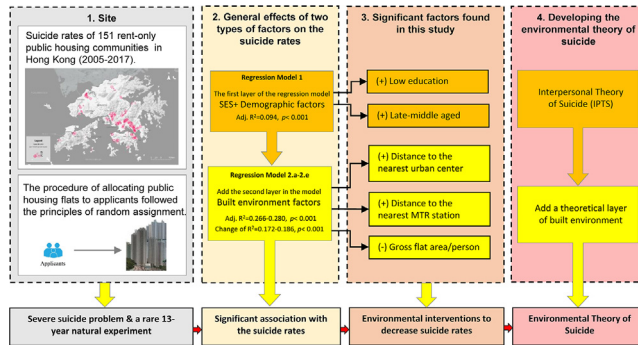 1. Site
Suicide rates of 151 rent-only
public housing communities in
Hong Kong (2005-2017).
The procedure of allocating public
housing flats to applicants followed
the principles of random assignment.
Applicants
Severe suicide problem & a rare 13-
year natural experiment
2. General effects of two
types of factors on the
suicide rates
Regression Model 1
The first layer of the regression model
SES+ Demographic factors
Adj. R²=0.094, p< 0.001
Regression Model 2.a-2.e
Add the second layer in the model
Built environment factors
Adj. R²=0.266-0.280, p< 0.001
Change of R²=0.172-0.186, p< 0.001
Significant association with
the suicide rates
3. Significant factors found
in this study
(+) Low education
(+) Late-middle aged
(+) Distance to the
nearest urban center
(+) Distance to the
nearest MTR station
(-) Gross flat area/person
Environmental interventions to
decrease suicide rates
4. Developing the
environmental theory of
suicide
Interpersonal Theory of
Suicide (IPTS)
Add a theoretical layer
of built environment
Environmental Theory of
Suicide